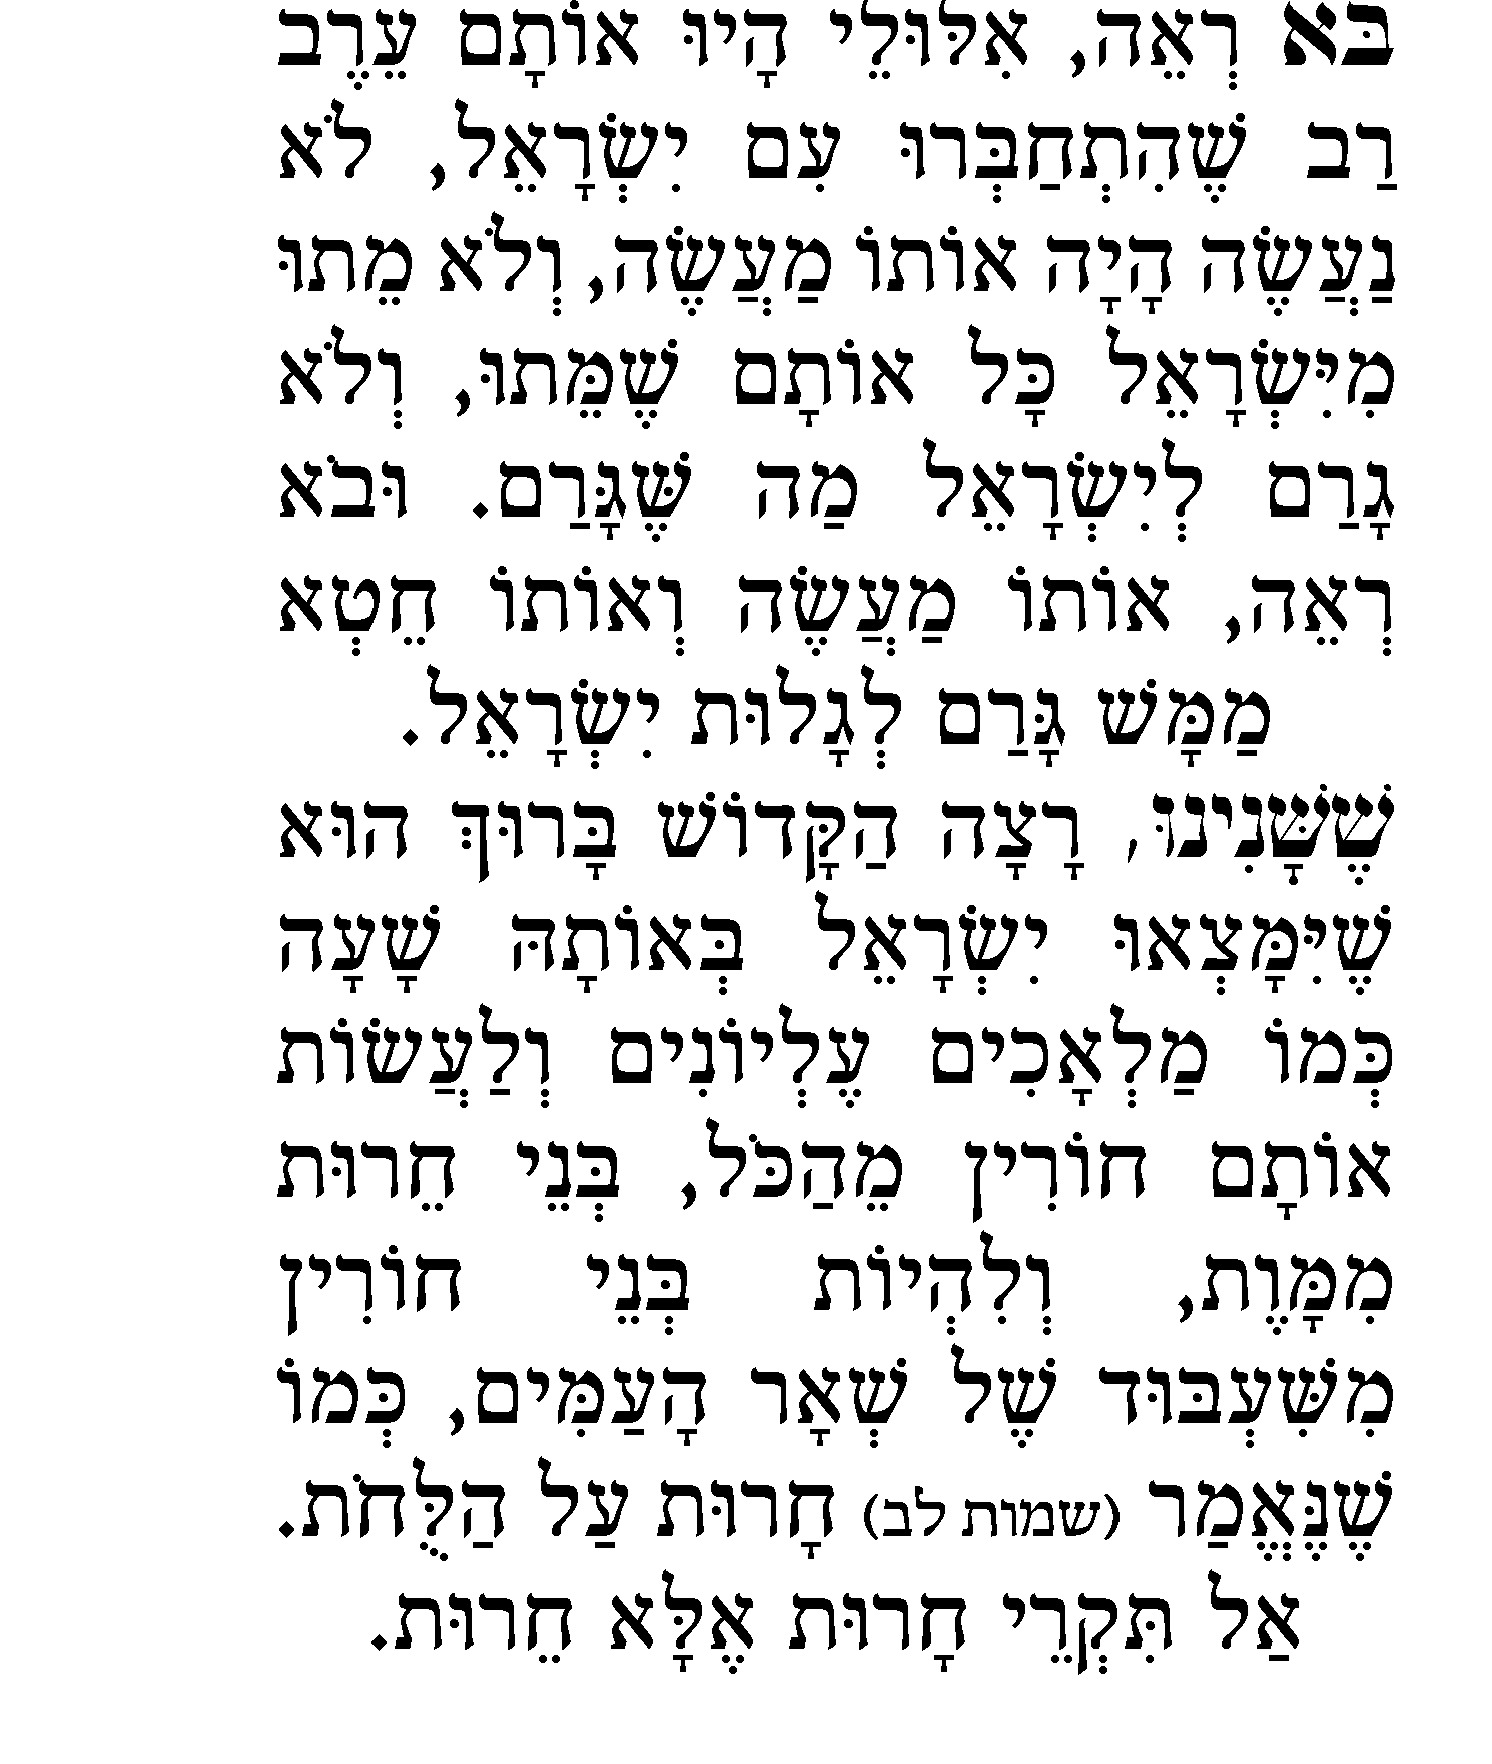 בֹּא רְאֵה, אִלּוּלֵי הָיוּ אוֹתָם עֵרֶב
רַב שֶׁהִתְחַבְּרוּ עִם יִשְׂרָאֵל, לֹא
נַעֲשֶׂה הָיָה אוֹתוֹ מַעֲשֶׂה, וְלֹא מֵתוּ
מִיִּשְׂרָאֵל כָּל אוֹתָם שֶׁמֵּתוּ, וְלֹא
גָרַם לְיִשְׂרָאֵל מַה שֶּׁגָּרַם. וּבֹא
רְאֵה, אוֹתוֹ מַעֲשֶׂה וְאוֹתוֹ חֵטְא
מַמָּשׁ גָּרַם לְגָלוּת יִשְׂרָאֵל.
שֶׁשָּׁנִינוּ, רָצָה הַקָּדוֹשׁ בָּרוּךְ הוּא
שֶׁיִּמָּצְאוּ יִשְׂרָאֵל בְּאוֹתָהּ שָׁעָה
כְּמוֹ מַלְאָכִים עֶלְיוֹנִים וְלַעֲשׂוֹת
אוֹתָם חוֹרִין מֵהַכֹּל, בְּנֵי חֵרוּת
מִמָּוֶת, וְלִהְיוֹת בְּנֵי חוֹרִין
מִשִּׁעְבּוּד שֶׁל שְׁאָר הָעַמִּים, כְּמוֹ
שֶׁנֶּאֱמַר (שמות לב) חָרוּת עַל הַלֻּחֹת.
אַל תִּקְרֵי חָרוּת אֶלָּא חֵרוּת.